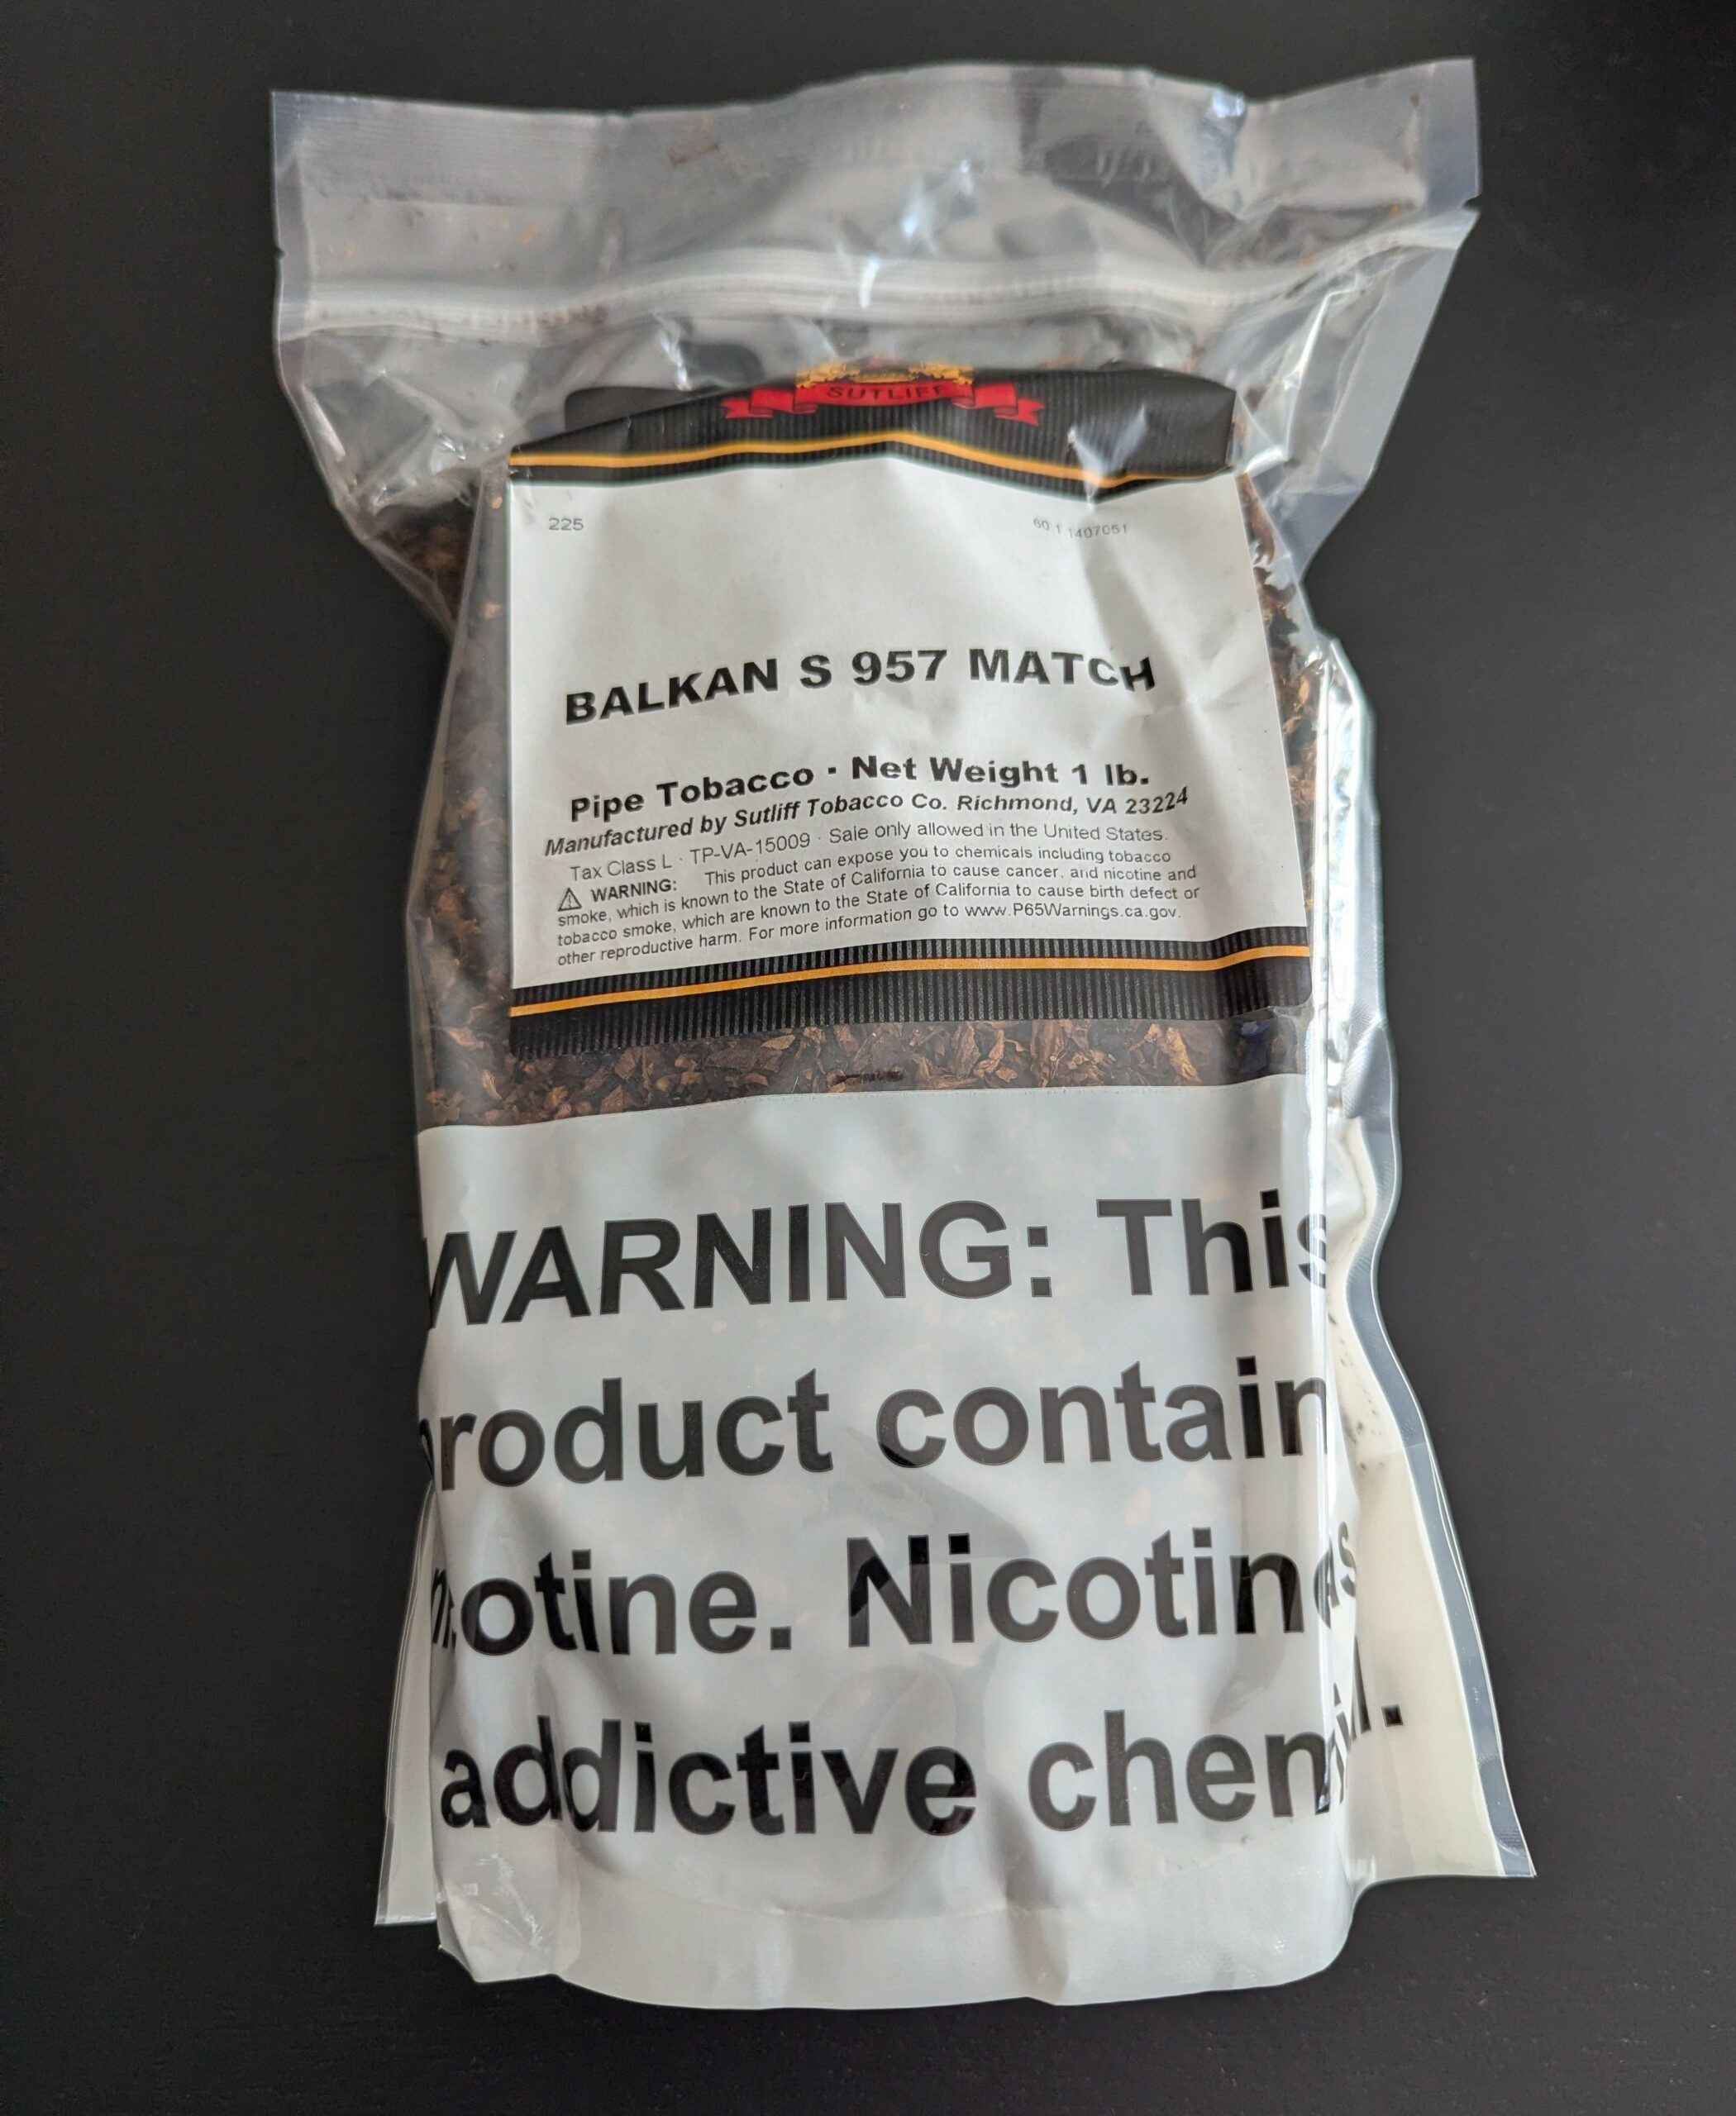 SUTLIFF
225
60 1 1407051
BALKAN S 957 MATCH
Pipe Tobacco · Net Weight 1 lb.
Manufactured by Sutliff Tobacco Co. Richmond, VA 23224
Tax Class L · TP-VA-15009 · Sale only allowed in the United States.
⚠ WARNING: This product can expose you to chemicals including tobacco
smoke, which is known to the State of California to cause cancer, and nicotine and
tobacco smoke, which are known to the State of California to cause birth defect or
other reproductive harm. For more information go to www.P65Warnings.ca.gov.
WARNING: This
product contain
nicotine. Nicotin
addictive chem